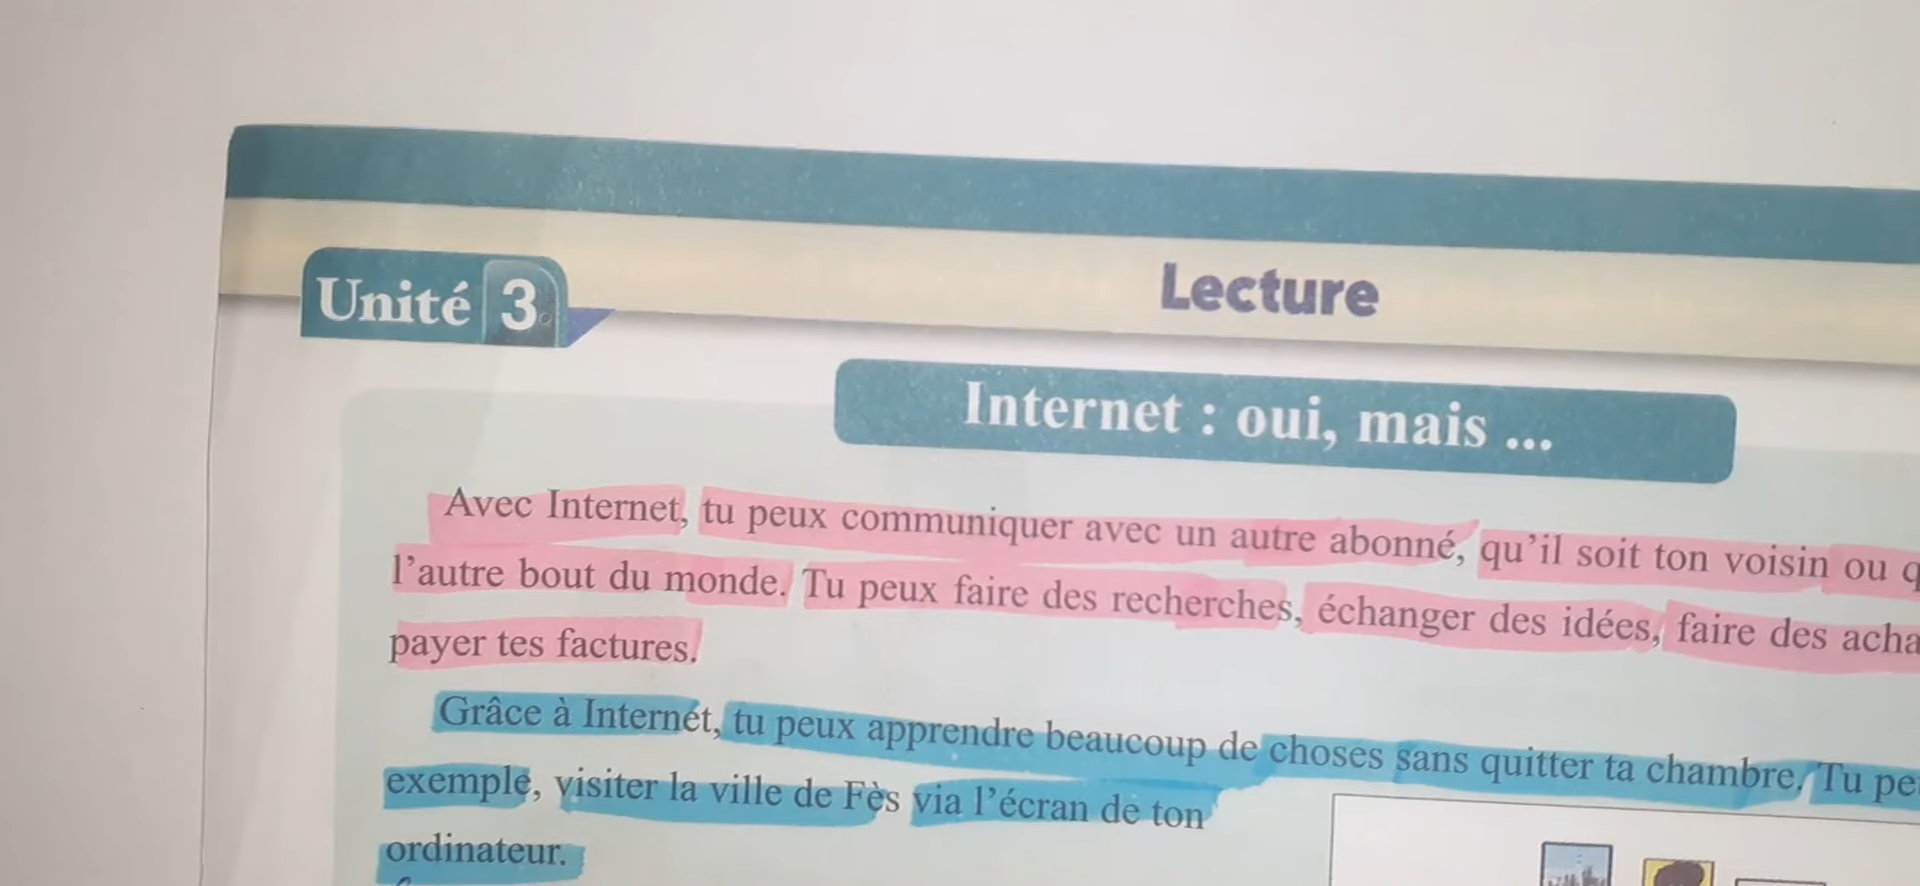 Unité 3
Lecture
Internet : oui, mais ...
Avec Internet, tu peux communiquer avec un autre abonné, qu'il soit ton voisin ou
l'autre bout du monde. Tu peux faire des recherches, échanger des idées, faire des
payer tes factures.
Grâce à Internet, tu peux apprendre beaucoup de choses sans quitter ta chambre. Tu
exemple, visiter la ville de Fès via l'écran de ton
ordinateur.